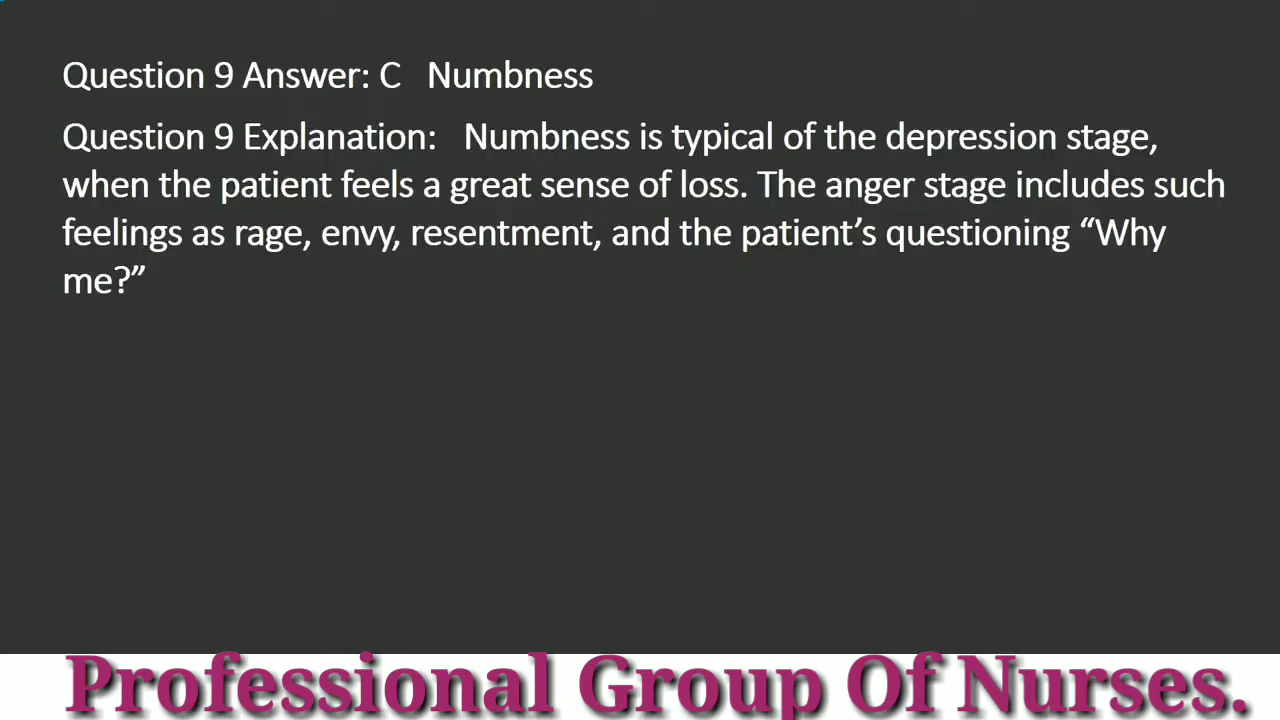 Question 9 Answer: C   Numbness
Question 9 Explanation:   Numbness is typical of the depression stage,
when the patient feels a great sense of loss. The anger stage includes such
feelings as rage, envy, resentment, and the patient’s questioning “Why
me?”
Professional Group Of Nurses.